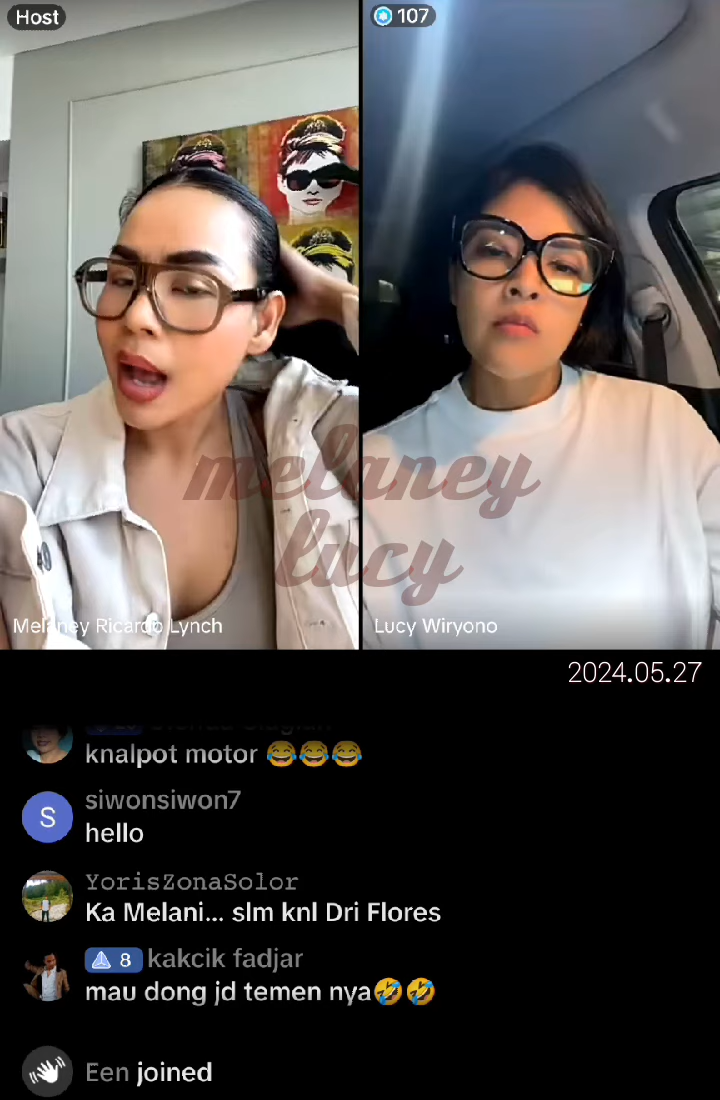 Host
107
melaney
lucy
Melaney Ricardo Lynch
Lucy Wiryono
2024.05.27
knalpot motor 😂😂😂
siwonsiwon7
hello
YorisZonaSolor
Ka Melani... slm knl Dri Flores
8 kakcik fadjar
mau dong jd temen nya🤣🤣
Een joined